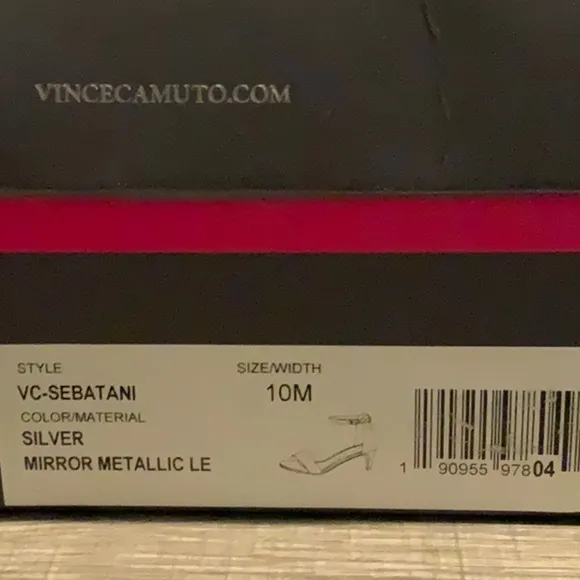 VINCECAMUTO.COM
STYLE
VC-SEBATANI
COLOR/MATERIAL
SILVER
MIRROR METALLIC LE
SIZE/WIDTH
10M
1 90955 97804